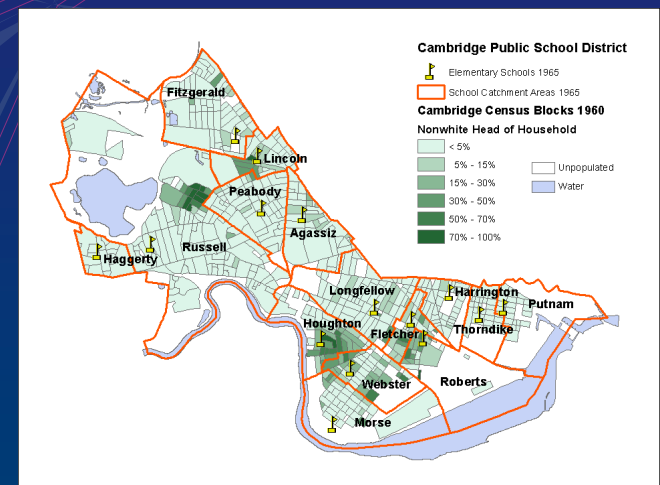 Cambridge Public School District
Elementary Schools 1965
School Catchment Areas 1965
Cambridge Census Blocks 1960
Nonwhite Head of Household
< 5%
5% - 15%
15% - 30%
30% - 50%
50% - 70%
70% - 100%
Unpopulated
Water
Fitzgerald
Lincoln
Peabody
Agassiz
Russell
Haggerty
Longfellow
Harrington
Putnam
Houghton
Fletcher
Thorndike
Webster
Roberts
Morse